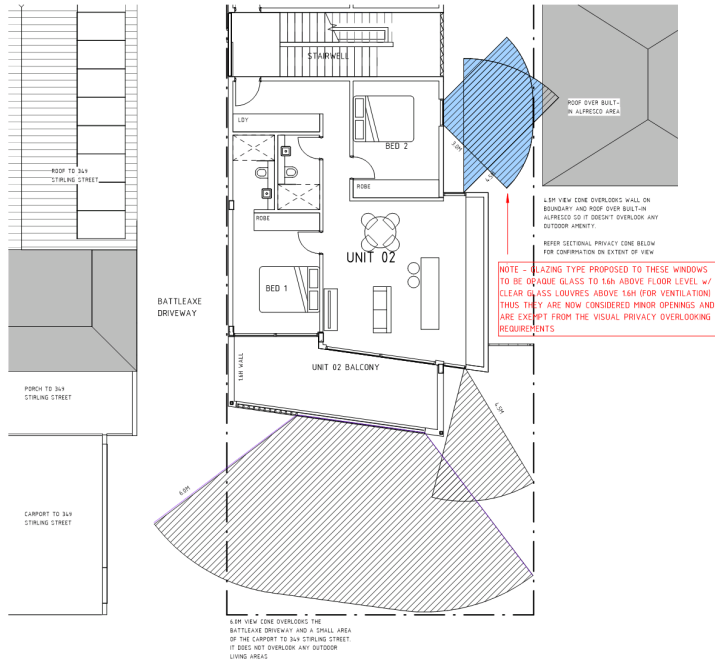 STAIRWELL
ROOF OVER BUILT-
IN ALFRESCO AREA
LDY
BED 2
3.0M
4.5M
ROOF TO 349
STIRLING STREET
ROBE
4.5M VIEW CONE OVERLOOKS WALL ON
BOUNDARY AND ROOF OVER BUILT-IN
ALFRESCO SO IT DOESN'T OVERLOOK ANY
OUTDOOR AMENITY.
REFER SECTIONAL PRIVACY CONE BELOW
FOR CONFIRMATION ON EXTENT OF VIEW
ROBE
UNIT 02
NOTE - GLAZING TYPE PROPOSED TO THESE WINDOWS
TO BE OPAQUE GLASS TO 1.6h ABOVE FLOOR LEVEL w/
CLEAR GLASS LOUVRES ABOVE 1.6H (FOR VENTILATION)
THUS THEY ARE NOW CONSIDERED MINOR OPENINGS AND
ARE EXEMPT FROM THE VISUAL PRIVACY OVERLOOKING
REQUIREMENTS
BED 1
BATTLEAXE
DRIVEWAY
1.6H WALL
UNIT 02 BALCONY
PORCH TO 349
STIRLING STREET
4.5M
6.0M
CARPORT TO 349
STIRLING STREET
6.0M VIEW CONE OVERLOOKS THE
BATTLEAXE DRIVEWAY AND A SMALL AREA
OF THE CARPORT TO 349 STIRLING STREET.
IT DOES NOT OVERLOOK ANY OUTDOOR
LIVING AREAS